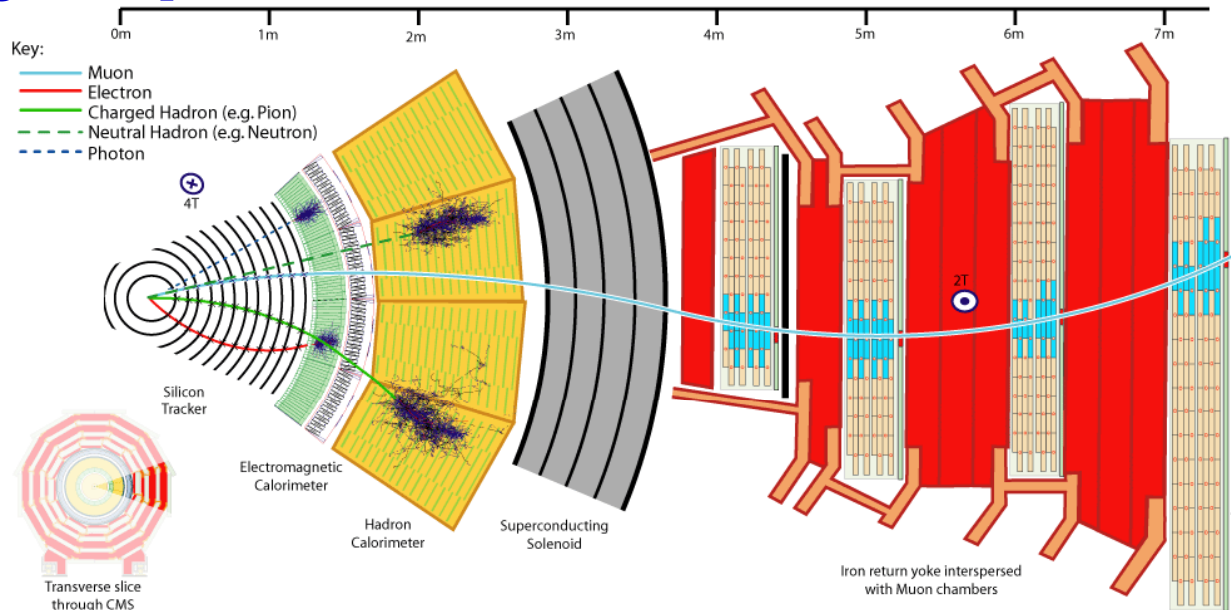 0m 1m 2m 3m 4m 5m 6m 7m
Key:
Muon
Electron
Charged Hadron (e.g. Pion)
Neutral Hadron (e.g. Neutron)
Photon
4T
2T
Silicon
Tracker
Electromagnetic
Calorimeter
Hadron
Calorimeter
Superconducting
Solenoid
Iron return yoke interspersed
with Muon chambers
Transverse slice
through CMS